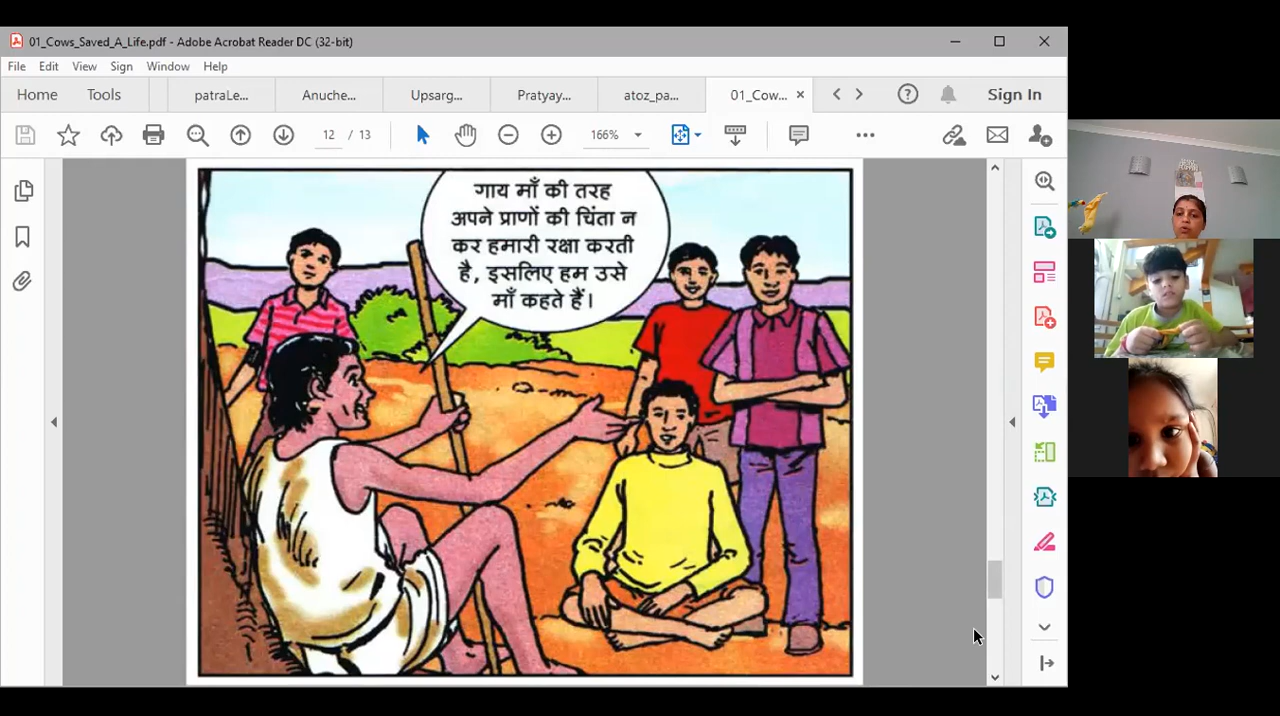 01_Cows_Saved_A_Life.pdf - Adobe Acrobat Reader DC (32-bit)
File Edit View Sign Window Help
Home Tools patraLe... Anuche... Upsarg... Pratyay... atoz_pa... 01_Cow... Sign In
12 / 13 166%
गाय माँ की तरह
अपने प्राणों की चिंता न
कर हमारी रक्षा करती
है, इसलिए हम उसे
माँ कहते हैं।